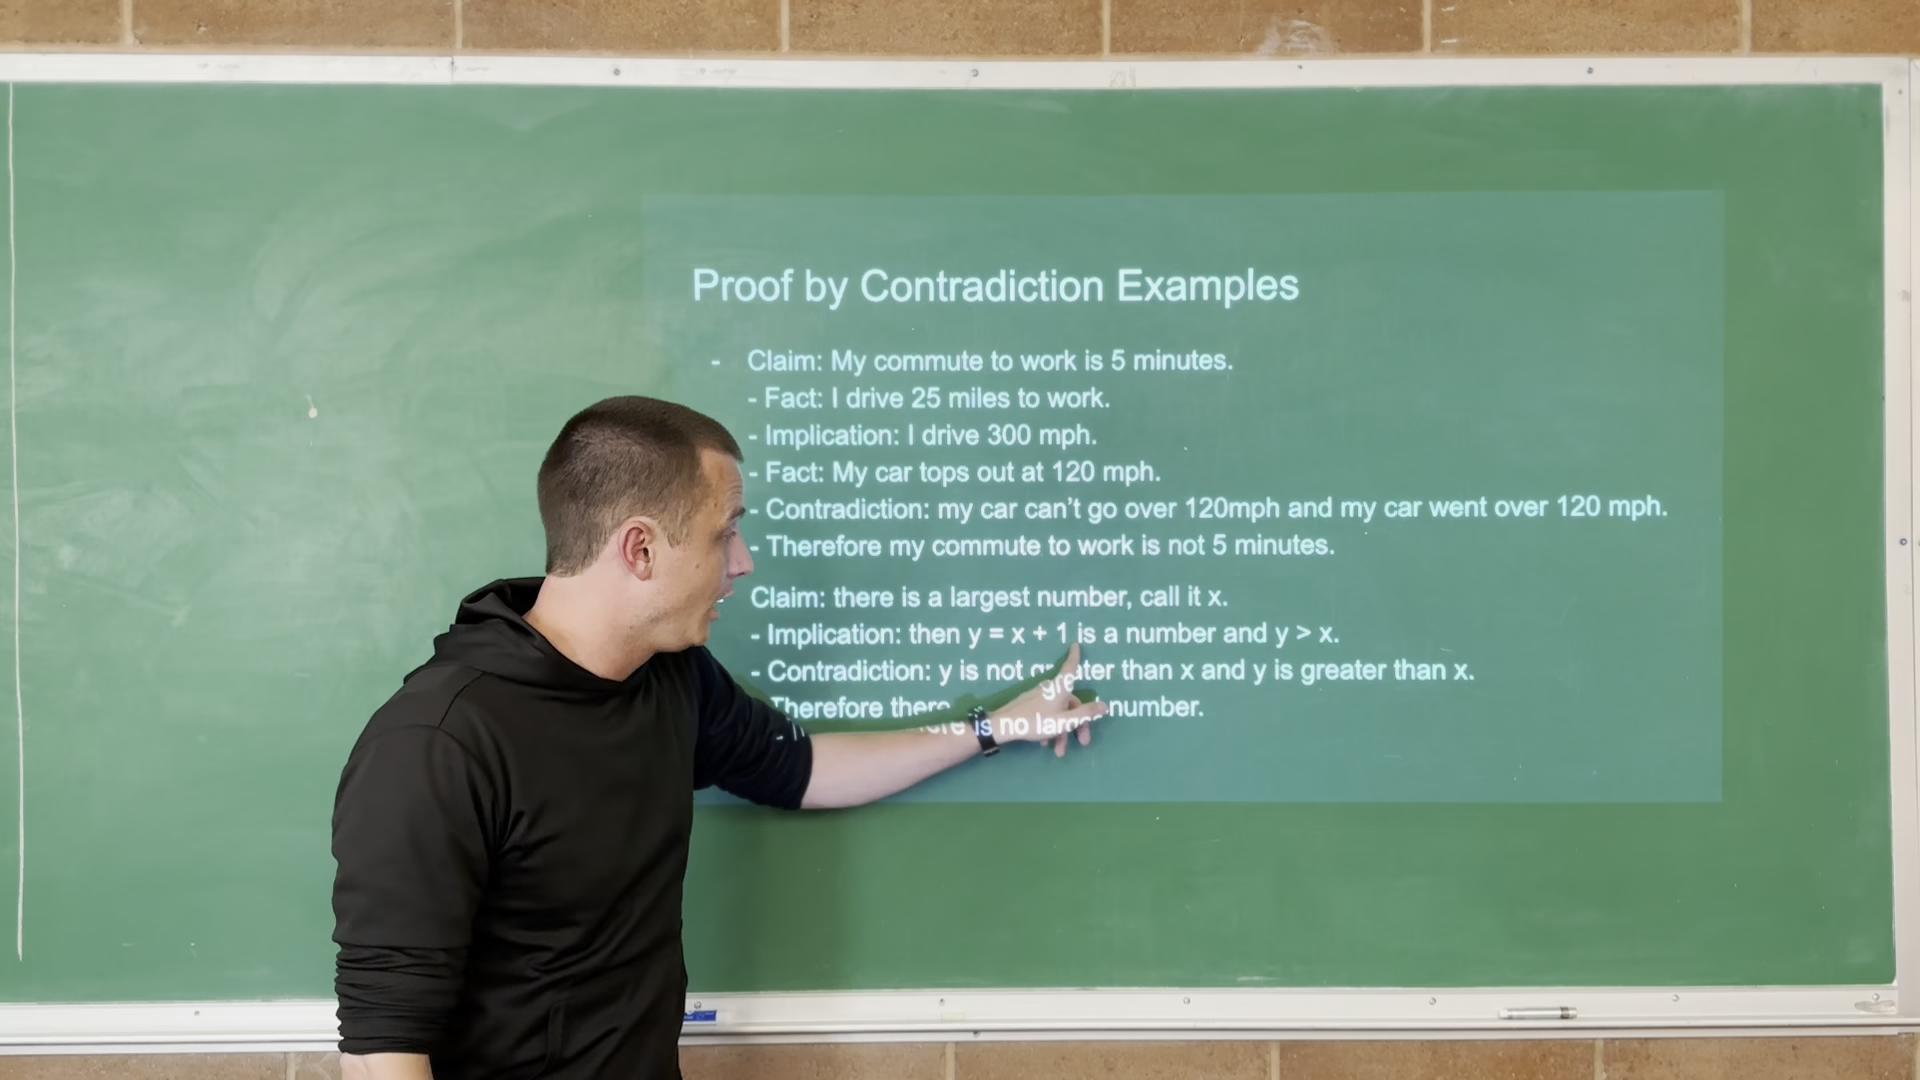 Proof by Contradiction Examples
- Claim: My commute to work is 5 minutes.
- Fact: I drive 25 miles to work.
- Implication: I drive 300 mph.
- Fact: My car tops out at 120 mph.
- Contradiction: my car can't go over 120mph and my car went over 120 mph.
- Therefore my commute to work is not 5 minutes.
Claim: there is a largest number, call it x.
- Implication: then y = x + 1 is a number and y > x.
- Contradiction: y is not greater than x and y is greater than x.
Therefore there is no largest number.